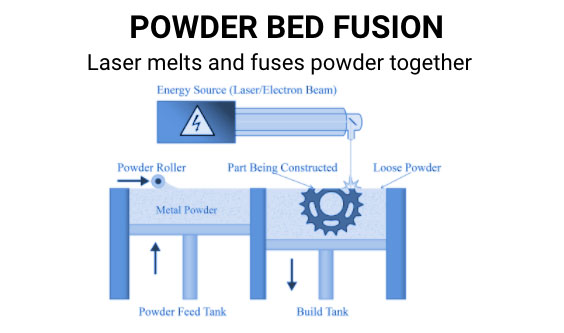 POWDER BED FUSION
Laser melts and fuses powder together
Energy Source (Laser/Electron Beam)
Powder Roller
Part Being Constructed
Loose Powder
Metal Powder
Powder Feed Tank
Build Tank